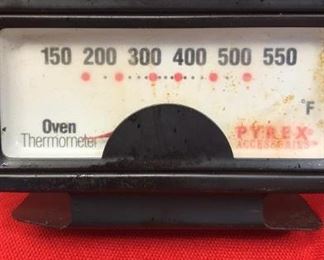 150 200 300 400 500 550
°F
Oven
Thermometer
PYREX
ACCESSORIES